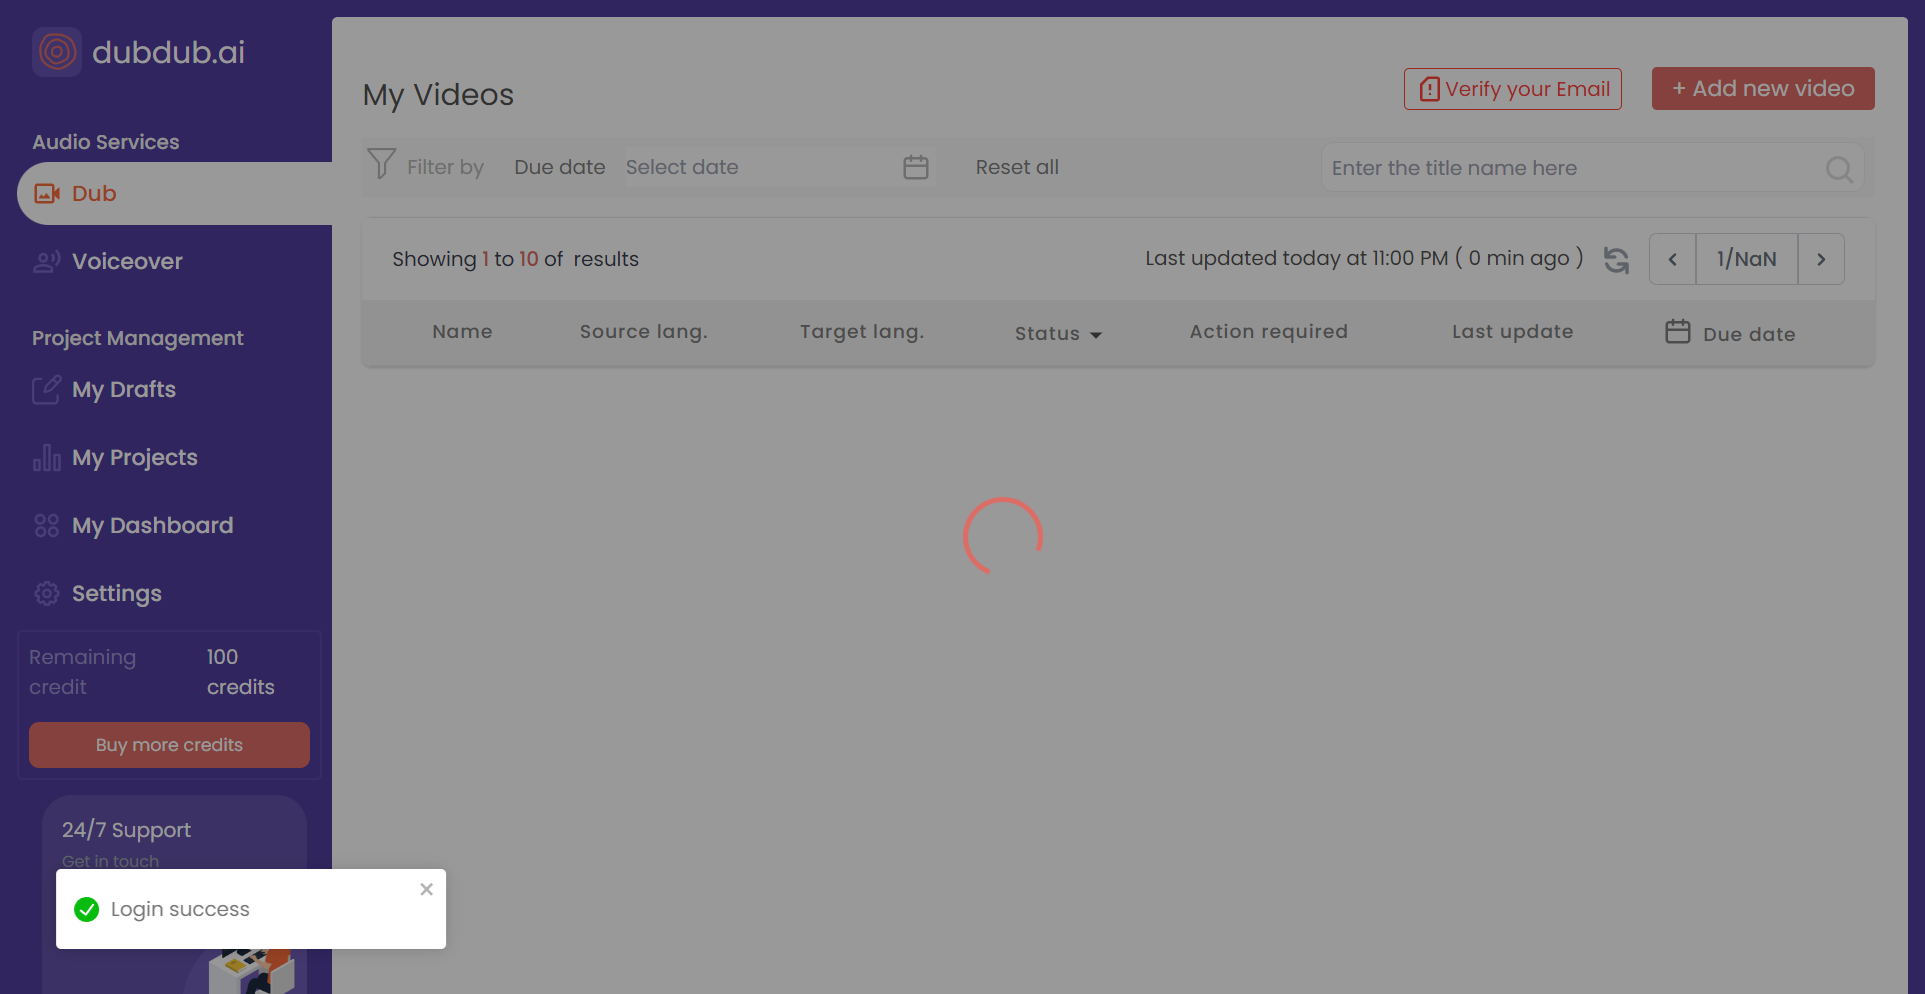 dubdub.ai
Audio Services
Dub
Voiceover
Project Management
My Drafts
My Projects
My Dashboard
Settings
Remaining credit
100 credits
Buy more credits
24/7 Support
Get in touch
Login success
My Videos
Verify your Email
+ Add new video
Filter by Due date Select date Reset all Enter the title name here
Showing 1 to 10 of results
Last updated today at 11:00 PM ( 0 min ago )
1/NaN
Name Source lang. Target lang. Status Action required Last update Due date